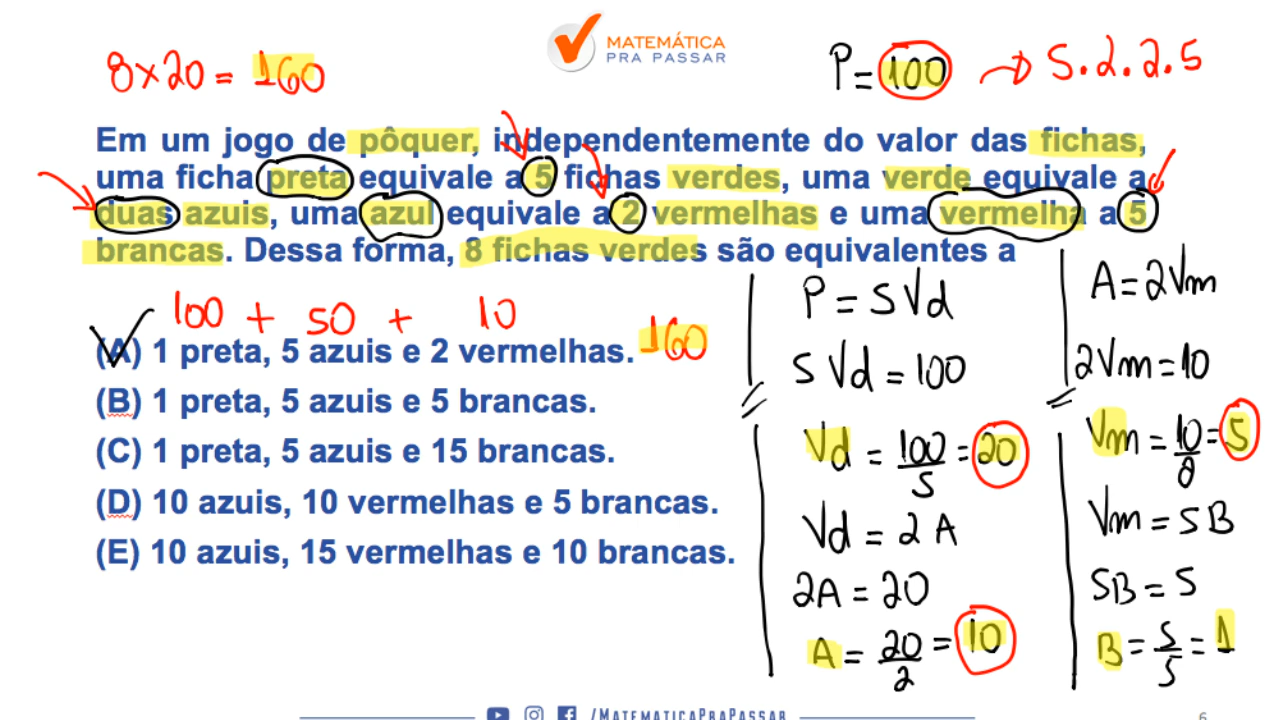 MATEMÁTICA
PRA PASSAR
8 × 20 = 160
P = 100 → 5.2.2.5
Em um jogo de pôquer, independentemente do valor das fichas,
uma ficha preta equivale a 5 fichas verdes, uma verde equivale a
duas azuis, uma azul equivale a 2 vermelhas e uma vermelha a 5
brancas. Dessa forma, 8 fichas verdes são equivalentes a
100 + 50 + 10
(A) 1 preta, 5 azuis e 2 vermelhas. 160
(B) 1 preta, 5 azuis e 5 brancas.
(C) 1 preta, 5 azuis e 15 brancas.
(D) 10 azuis, 10 vermelhas e 5 brancas.
(E) 10 azuis, 15 vermelhas e 10 brancas.
P = 5Vd
5Vd = 100
Vd = 100/5 = 20
Vd = 2A
2A = 20
A = 20/2 = 10
A = 2Vm
2Vm = 10
Vm = 10/2 = 5
Vm = 5B
5B = 5
B = 5/5 = 1
/MATEMATICAPRAPASSAR
6